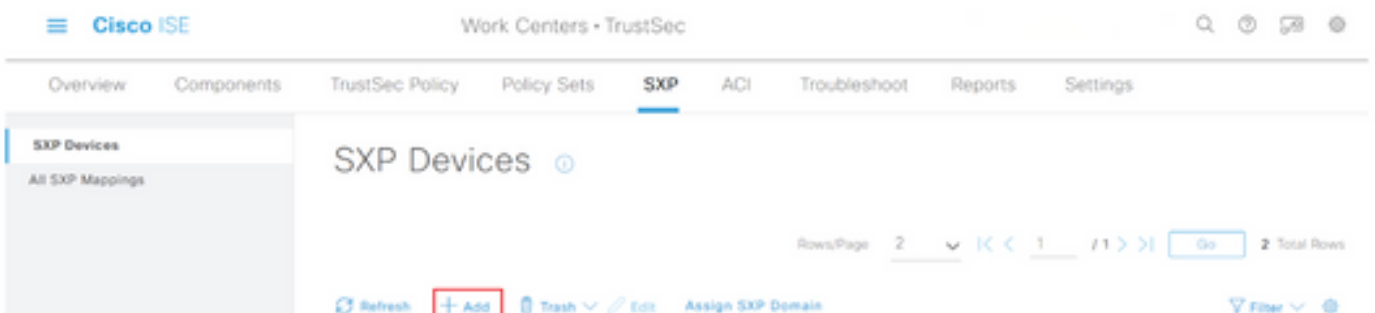 Cisco ISE
Work Centers • TrustSec
Overview Components TrustSec Policy Policy Sets SXP ACI Troubleshoot Reports Settings
SXP Devices
All SXP Mappings
SXP Devices
Rows/Page 2 1 / 1 Go 2 Total Rows
Refresh + Add Trash Edit Assign SXP Domain Filter